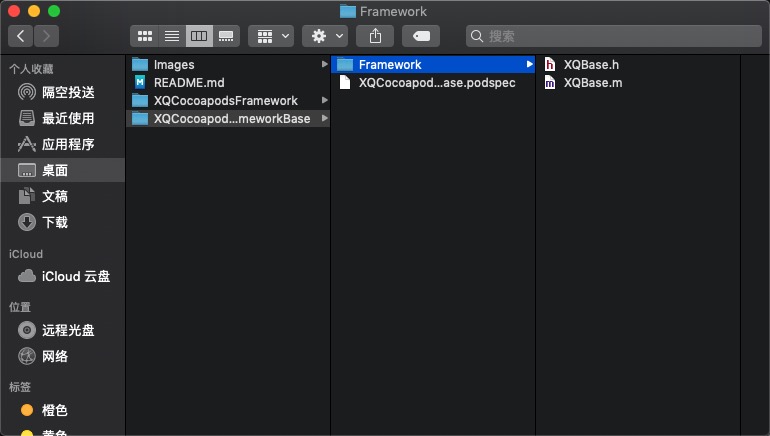 Framework
搜索
个人收藏
隔空投送
最近使用
应用程序
桌面
文稿
下载
iCloud
iCloud 云盘
位置
远程光盘
网络
标签
橙色
黄色
Images
README.md
XQCocoapodsFramework
XQCocoapod...meworkBase
Framework
XQCocoapod...ase.podspec
XQBase.h
XQBase.m